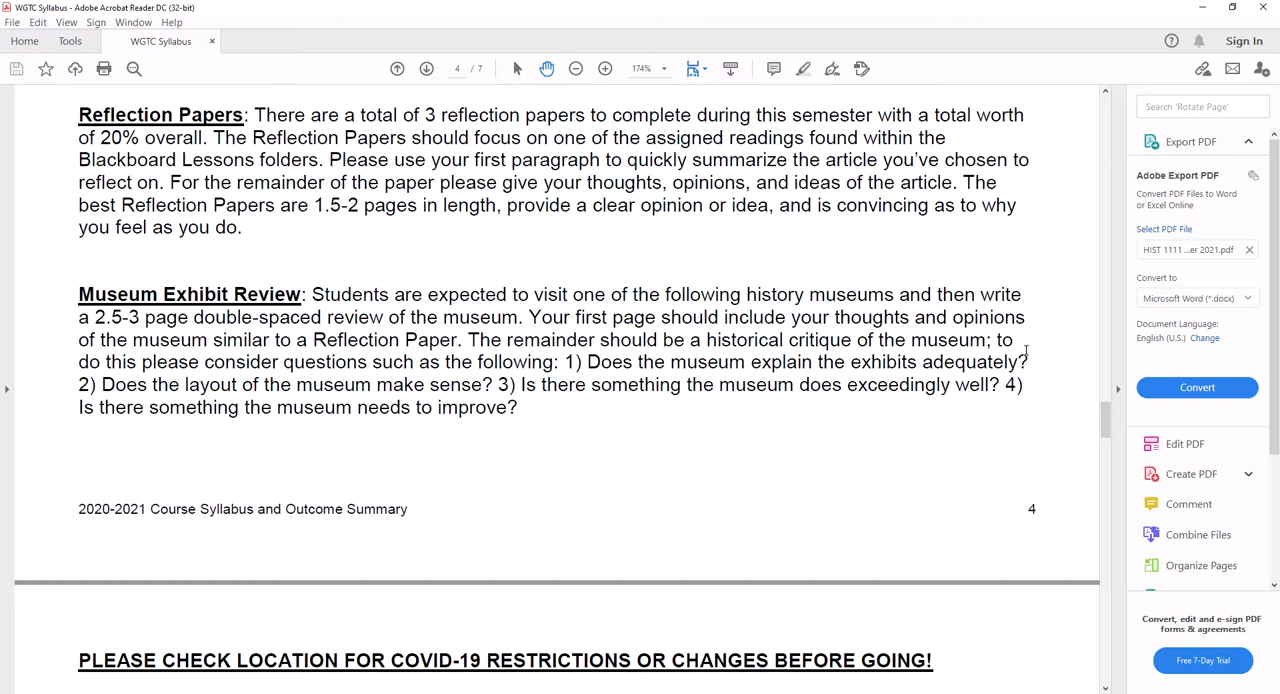 WGTC Syllabus - Adobe Acrobat Reader DC (32-bit)
File Edit View Sign Window Help
Home Tools WGTC Syllabus × Sign In
4 / 7 174%
Reflection Papers: There are a total of 3 reflection papers to complete during this semester with a total worth
of 20% overall. The Reflection Papers should focus on one of the assigned readings found within the
Blackboard Lessons folders. Please use your first paragraph to quickly summarize the article you've chosen to
reflect on. For the remainder of the paper please give your thoughts, opinions, and ideas of the article. The
best Reflection Papers are 1.5-2 pages in length, provide a clear opinion or idea, and is convincing as to why
you feel as you do.
Museum Exhibit Review: Students are expected to visit one of the following history museums and then write
a 2.5-3 page double-spaced review of the museum. Your first page should include your thoughts and opinions
of the museum similar to a Reflection Paper. The remainder should be a historical critique of the museum; to
do this please consider questions such as the following: 1) Does the museum explain the exhibits adequately?
2) Does the layout of the museum make sense? 3) Is there something the museum does exceedingly well? 4)
Is there something the museum needs to improve?
2020-2021 Course Syllabus and Outcome Summary 4
PLEASE CHECK LOCATION FOR COVID-19 RESTRICTIONS OR CHANGES BEFORE GOING!
Search 'Rotate Page'
Export PDF
Adobe Export PDF
Convert PDF Files to Word
or Excel Online
Select PDF File
HIST 1111 ...er 2021.pdf
Convert to
Microsoft Word (*.docx)
Document Language:
English (U.S.) Change
Convert
Edit PDF
Create PDF
Comment
Combine Files
Organize Pages
Convert, edit and e-sign PDF
forms & agreements
Free 7-Day Trial